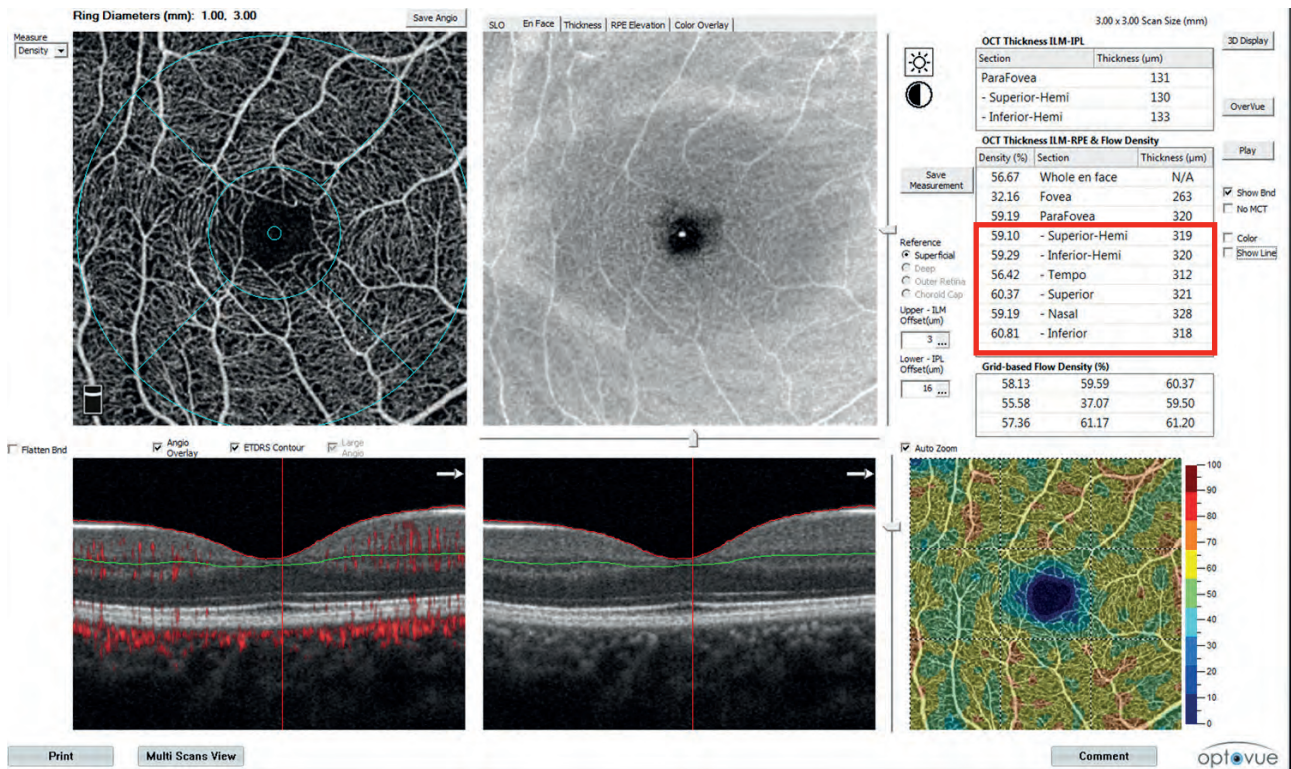 Ring Diameters (mm): 1.00, 3.00
Save Angio
Measure
Density
SLO En Face Thickness RPE Elevation Color Overlay
3.00 x 3.00 Scan Size (mm)
3D Display
OverVue
Play
Show Bnd
No MCT
Color
Show Line
OCT Thickness ILM-IPL
Section Thickness (µm)
ParaFovea 131
- Superior-Hemi 130
- Inferior-Hemi 133
OCT Thickness ILM-RPE & Flow Density
Density (%) Section Thickness (µm)
56.67 Whole en face N/A
32.16 Fovea 263
59.19 ParaFovea 320
59.10 - Superior-Hemi 319
59.29 - Inferior-Hemi 320
56.42 - Tempo 312
60.37 - Superior 321
59.19 - Nasal 328
60.81 - Inferior 318
Grid-based Flow Density (%)
58.13 59.59 60.37
55.58 37.07 59.50
57.36 61.17 61.20
Save
Measurement
Reference
Superficial
Deep
Outer Retina
Choroid Cap
Upper - ILM
Offset(um)
3 ...
Lower - IPL
Offset(um)
16 ...
Flatten Bnd
Angio
Overlay
ETDRS Contour
Large
Angio
Auto Zoom
100
90
80
70
60
50
40
30
20
10
0
Print
Multi Scans View
Comment
optovue